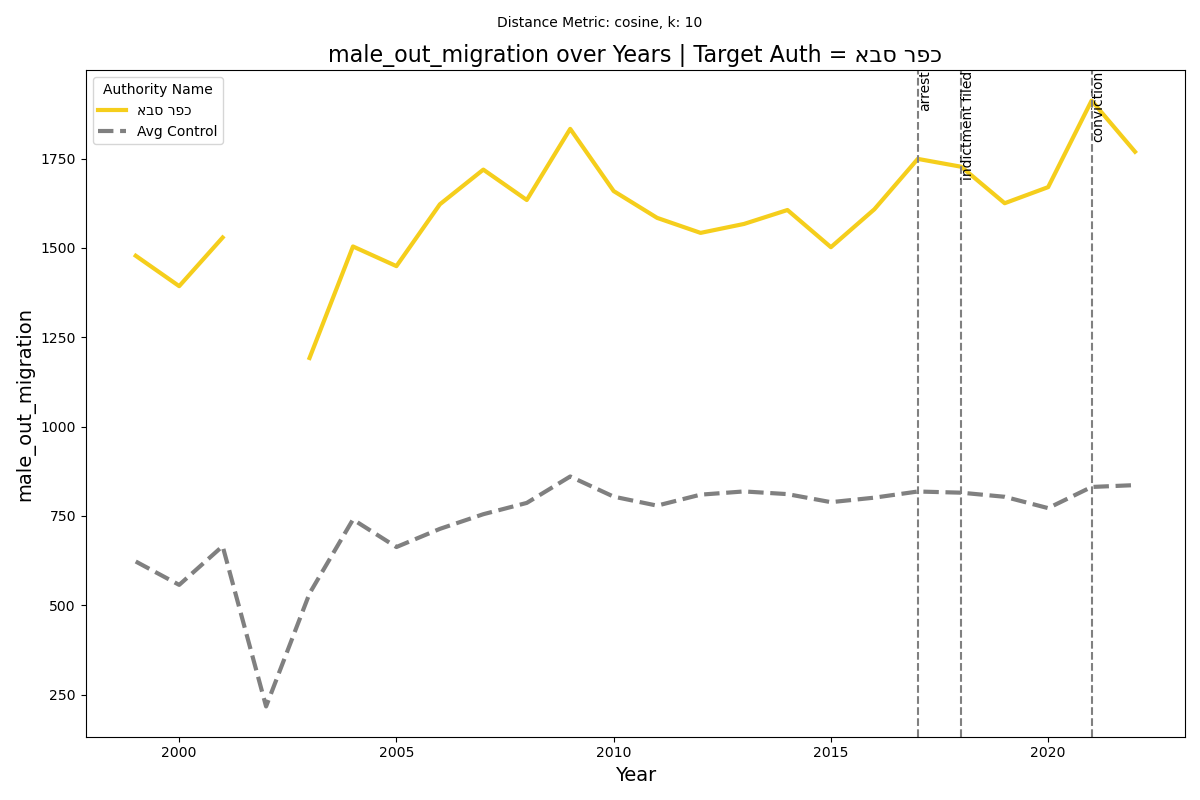 Distance Metric: cosine, k: 10
male_out_migration over Years | Target Auth = כפר סבא
Authority Name
כפר סבא
Avg Control
arrest
indictment filed
conviction
male_out_migration
1750
1500
1250
1000
750
500
250
2000
2005
2010
2015
2020
Year